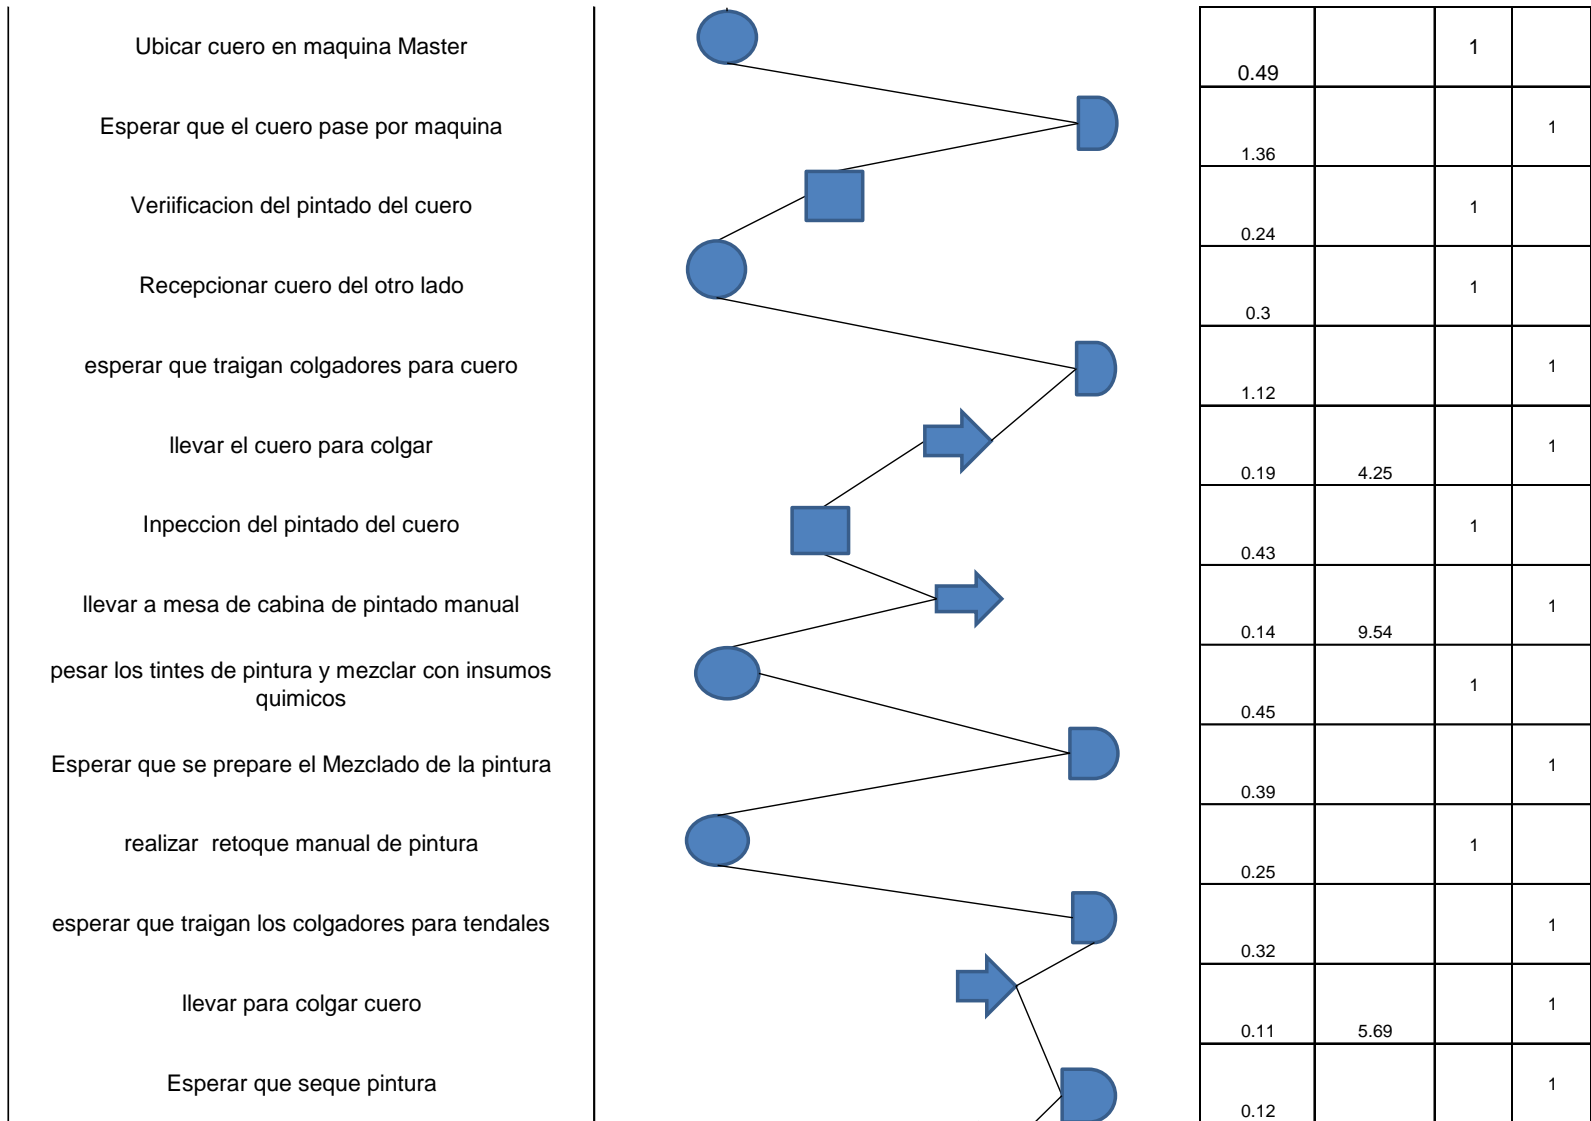 Ubicar cuero en maquina Master
1
0.49
Esperar que el cuero pase por maquina
1
1.36
Veriificacion del pintado del cuero
1
0.24
Recepcionar cuero del otro lado
1
0.3
esperar que traigan colgadores para cuero
1
1.12
llevar el cuero para colgar
1
0.19 4.25
Inpeccion del pintado del cuero
1
0.43
llevar a mesa de cabina de pintado manual
1
0.14 9.54
pesar los tintes de pintura y mezclar con insumos
quimicos
1
0.45
Esperar que se prepare el Mezclado de la pintura
1
0.39
realizar retoque manual de pintura
1
0.25
esperar que traigan los colgadores para tendales
1
0.32
llevar para colgar cuero
1
0.11 5.69
Esperar que seque pintura
1
0.12